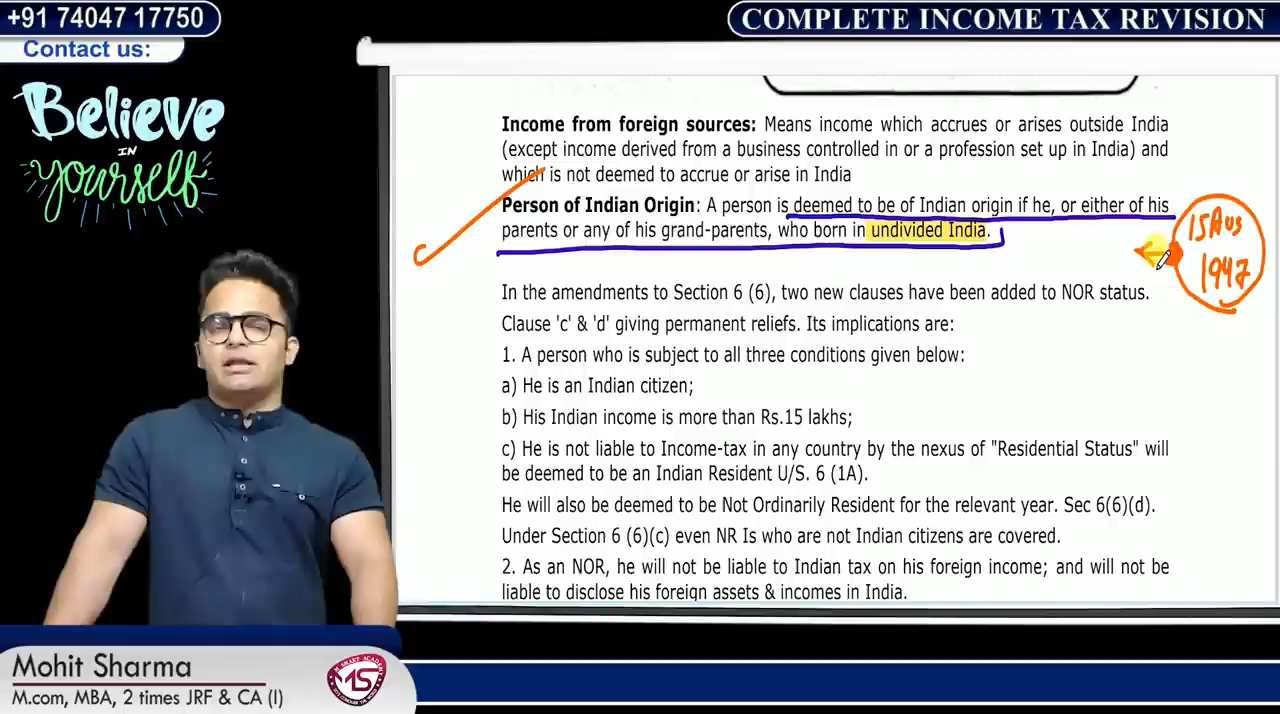 +91 74047 17750
Contact us:
COMPLETE INCOME TAX REVISION
Believe
IN
yourself
Income from foreign sources: Means income which accrues or arises outside India
(except income derived from a business controlled in or a profession set up in India) and
which is not deemed to accrue or arise in India
Person of Indian Origin: A person is deemed to be of Indian origin if he, or either of his
parents or any of his grand-parents, who born in undivided India.
15 Aug
1947
In the amendments to Section 6 (6), two new clauses have been added to NOR status.
Clause 'c' & 'd' giving permanent reliefs. Its implications are:
1. A person who is subject to all three conditions given below:
a) He is an Indian citizen;
b) His Indian income is more than Rs.15 lakhs;
c) He is not liable to Income-tax in any country by the nexus of "Residential Status" will
be deemed to be an Indian Resident U/S. 6 (1A).
He will also be deemed to be Not Ordinarily Resident for the relevant year. Sec 6(6)(d).
Under Section 6 (6)(c) even NR Is who are not Indian citizens are covered.
2. As an NOR, he will not be liable to Indian tax on his foreign income; and will not be
liable to disclose his foreign assets & incomes in India.
Mohit Sharma
M.com, MBA, 2 times JRF & CA (I)
MS